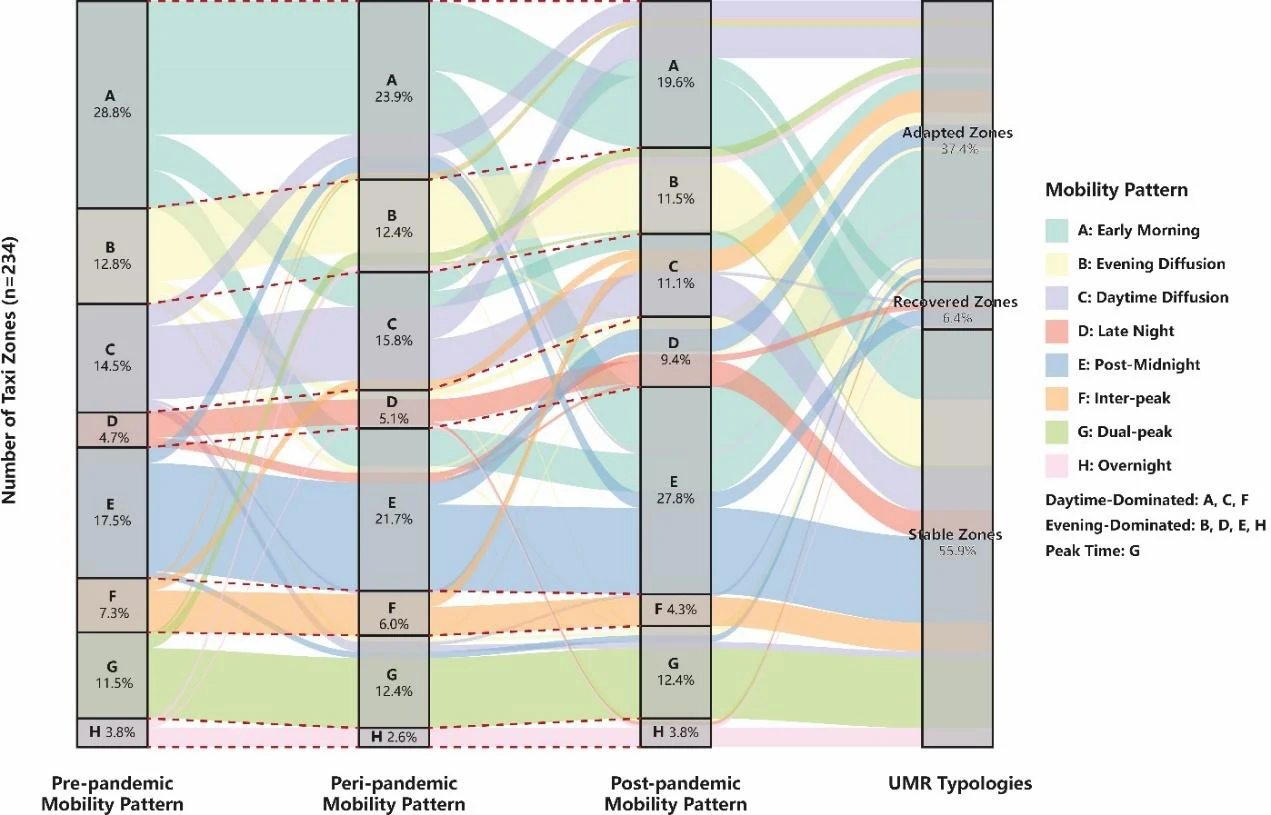 Number of Taxi Zones (n=234)
A
28.8%
B
12.8%
C
14.5%
D
4.7%
E
17.5%
F
7.3%
G
11.5%
H 3.8%
Pre-pandemic
Mobility Pattern
A
23.9%
B
12.4%
C
15.8%
D
5.1%
E
21.7%
F
6.0%
G
12.4%
H 2.6%
Peri-pandemic
Mobility Pattern
A
19.6%
B
11.5%
C
11.1%
D
9.4%
E
27.8%
F 4.3%
G
12.4%
H 3.8%
Post-pandemic
Mobility Pattern
Adapted Zones
37.4%
Recovered Zones
6.4%
Stable Zones
55.9%
UMR Typologies
Mobility Pattern
A: Early Morning
B: Evening Diffusion
C: Daytime Diffusion
D: Late Night
E: Post-Midnight
F: Inter-peak
G: Dual-peak
H: Overnight
Daytime-Dominated: A, C, F
Evening-Dominated: B, D, E, H
Peak Time: G